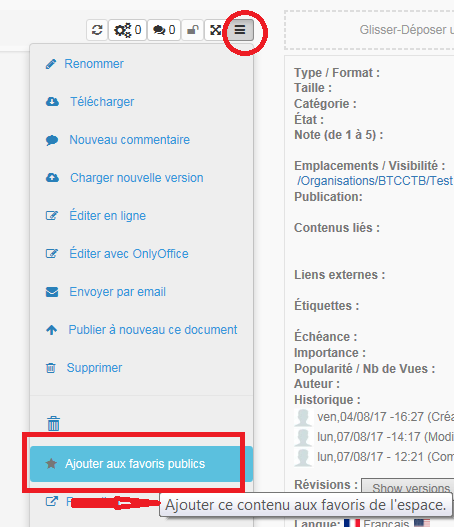 0 0
Glisser-Déposer u
Renommer
Télécharger
Nouveau commentaire
Charger nouvelle version
Éditer en ligne
Éditer avec OnlyOffice
Envoyer par email
Publier à nouveau ce document
Supprimer
Ajouter aux favoris publics
Ajouter ce contenu aux favoris de l'espace.
Type / Format :
Taille :
Catégorie :
État :
Note (de 1 à 5) :
Emplacements / Visibilité :
/Organisations/BTCCTB/Test
Publication:
Contenus liés :
Liens externes :
Étiquettes :
Échéance :
Importance :
Popularité / Nb de Vues :
Auteur :
Historique :
ven,04/08/17 -16:27 (Créa
lun,07/08/17 -14:17 (Modi
lun,07/08/17 - 12:21 (Com
Révisions : Show versions
Langue: Français